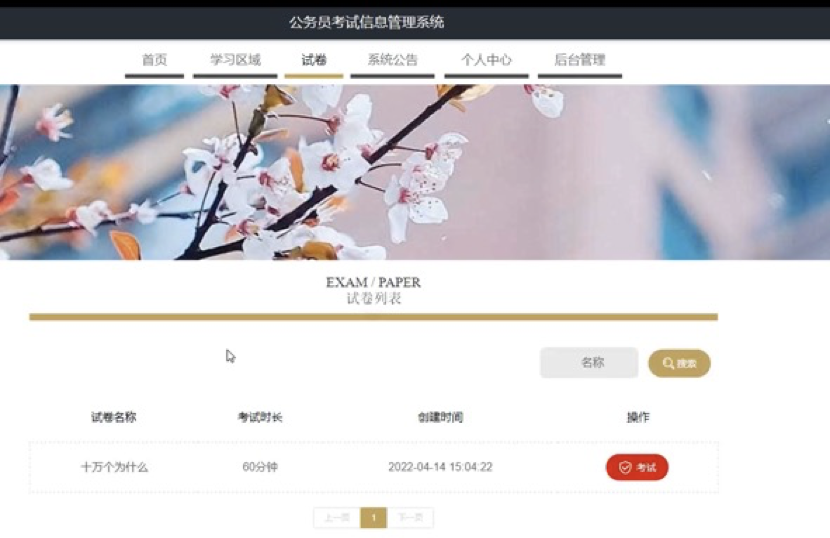 公务员考试信息管理系统
首页 学习区域 试卷 系统公告 个人中心 后台管理
EXAM / PAPER
试卷列表
名称 搜索
试卷名称 考试时长 创建时间 操作
十万个为什么 60分钟 2022-04-14 15:04:22 考试
上一页 1 下一页